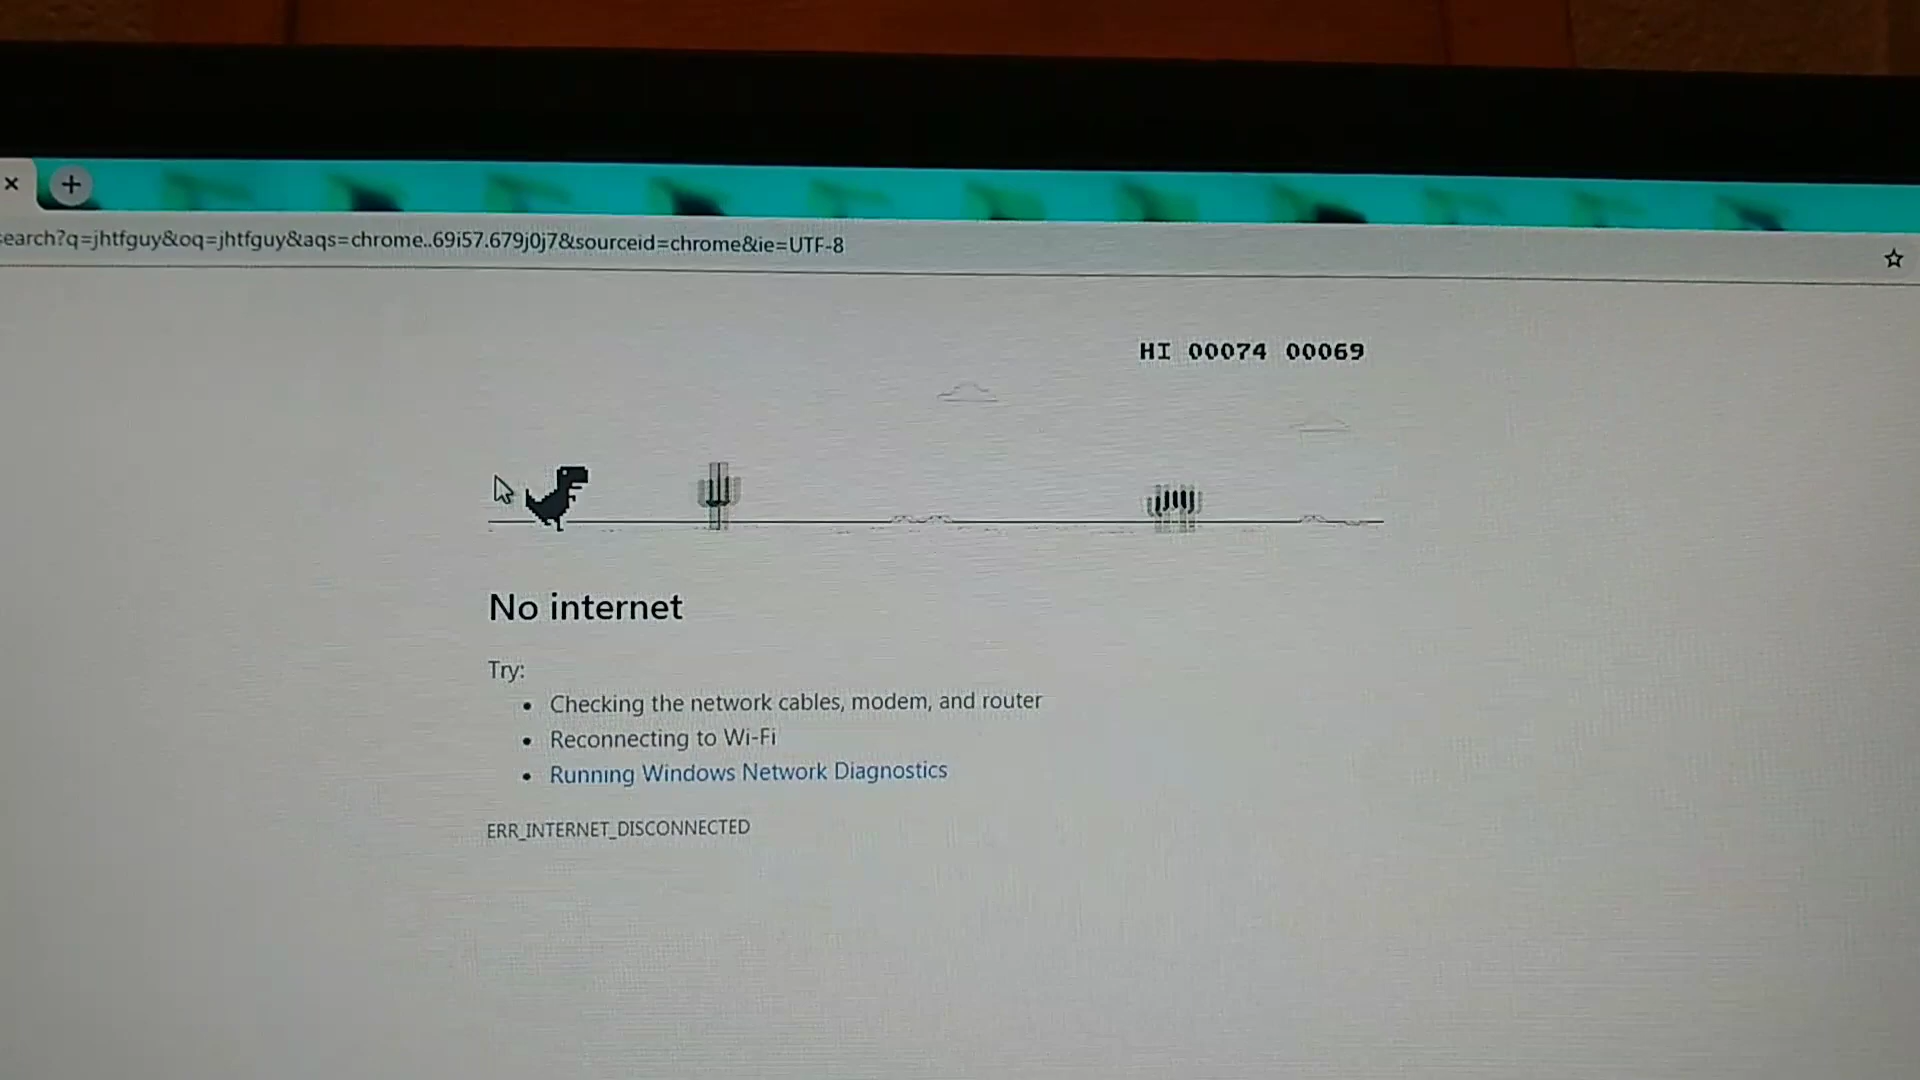 earch?q=jhtfguy&oq=jhtfguy&aqs=chrome..69i57.679j0j7&sourceid=chrome&ie=UTF-8
HI 00074 00069
No internet
Try:
• Checking the network cables, modem, and router
• Reconnecting to Wi-Fi
• Running Windows Network Diagnostics
ERR_INTERNET_DISCONNECTED